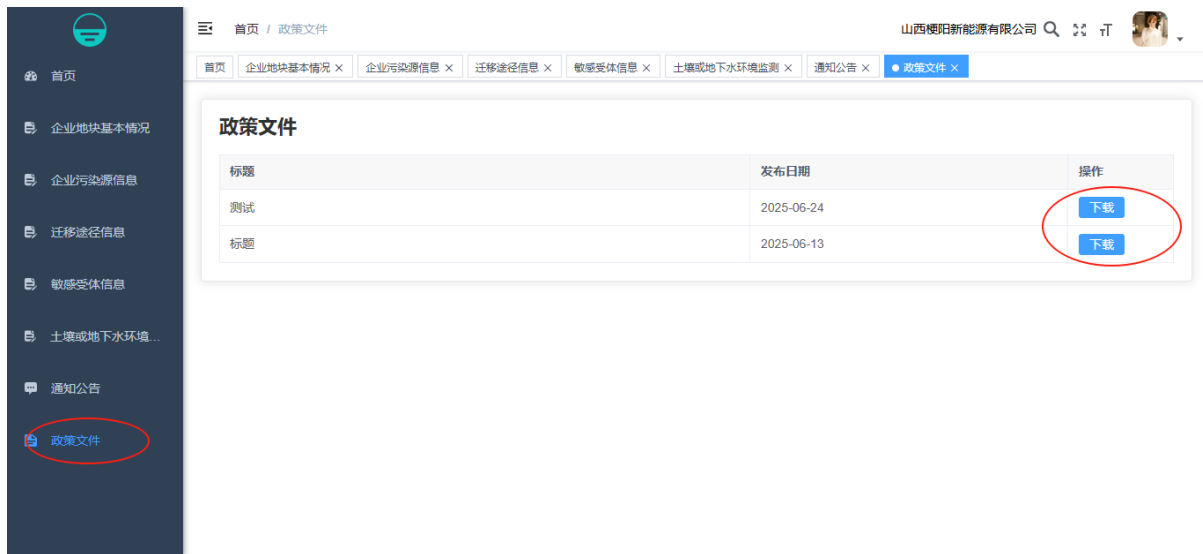 首页 / 政策文件
山西梗阳新能源有限公司
首页 企业地块基本情况 × 企业污染源信息 × 迁移途径信息 × 敏感受体信息 × 土壤或地下水环境监测 × 通知公告 × 政策文件 ×
首页
企业地块基本情况
企业污染源信息
迁移途径信息
敏感受体信息
土壤或地下水环境...
通知公告
政策文件
政策文件
标题 发布日期 操作
测试 2025-06-24 下载
标题 2025-06-13 下载